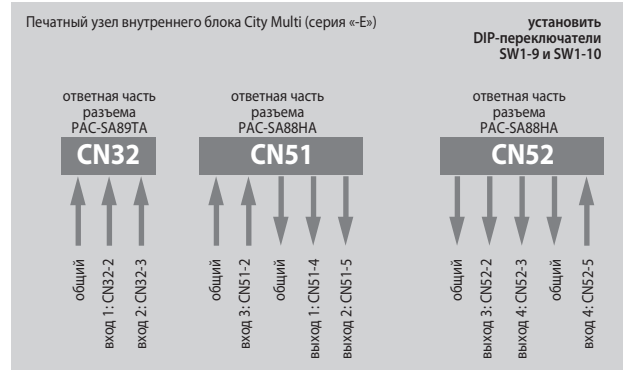 Печатный узел внутреннего блока City Multi (серия «-E»)
установить
DIP-переключатели
SW1-9 и SW1-10
ответная часть
разъема
PAC-SA89TA
CN32
общий
вход 1: CN32-2
вход 2: CN32-3
ответная часть
разъема
PAC-SA88HA
CN51
общий
вход 3: CN51-2
общий
выход 1: CN51-4
выход 2: CN51-5
ответная часть
разъема
PAC-SA88HA
CN52
общий
выход 3: CN52-2
выход 4: CN52-3
общий
вход 4: CN52-5